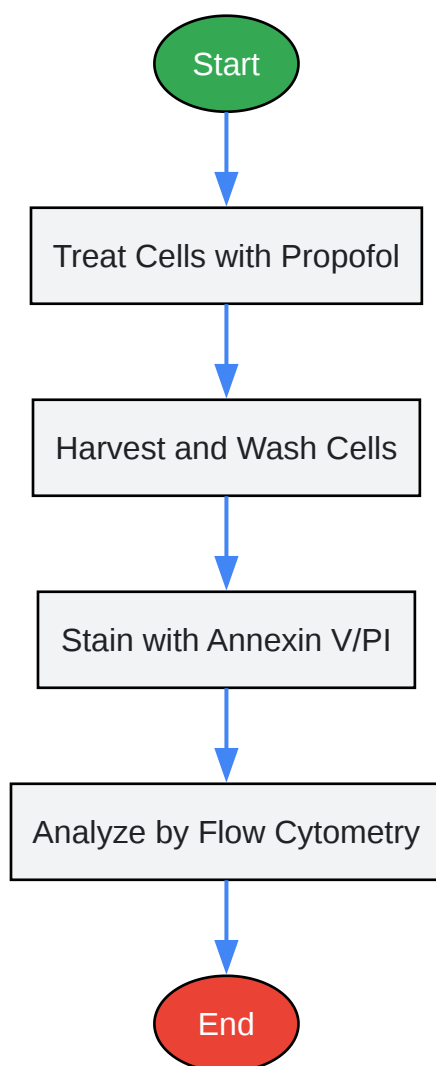 Start
Treat Cells with Propofol
Harvest and Wash Cells
Stain with Annexin V/PI
Analyze by Flow Cytometry
End